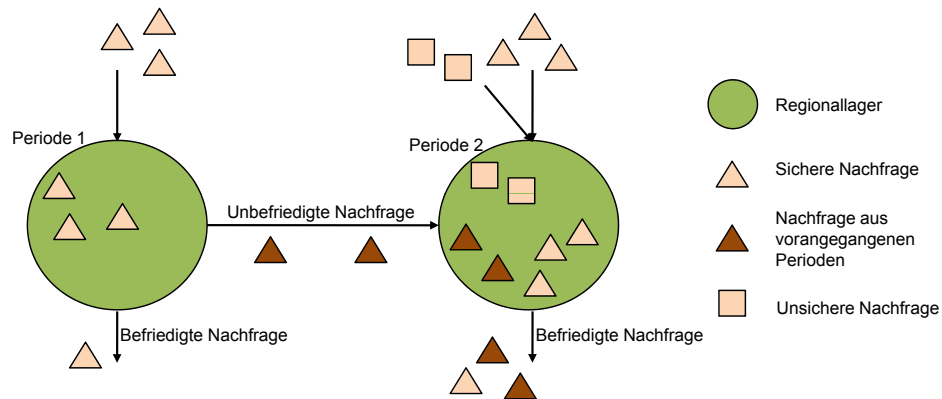 Periode 1
Periode 2
Unbefriedigte Nachfrage
Befriedigte Nachfrage
Befriedigte Nachfrage
Regionallager
Sichere Nachfrage
Nachfrage aus
vorangegangenen
Perioden
Unsichere Nachfrage